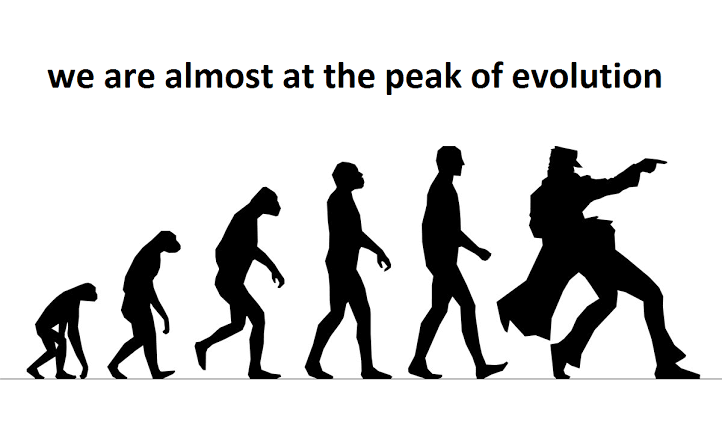 we are almost at the peak of evolution